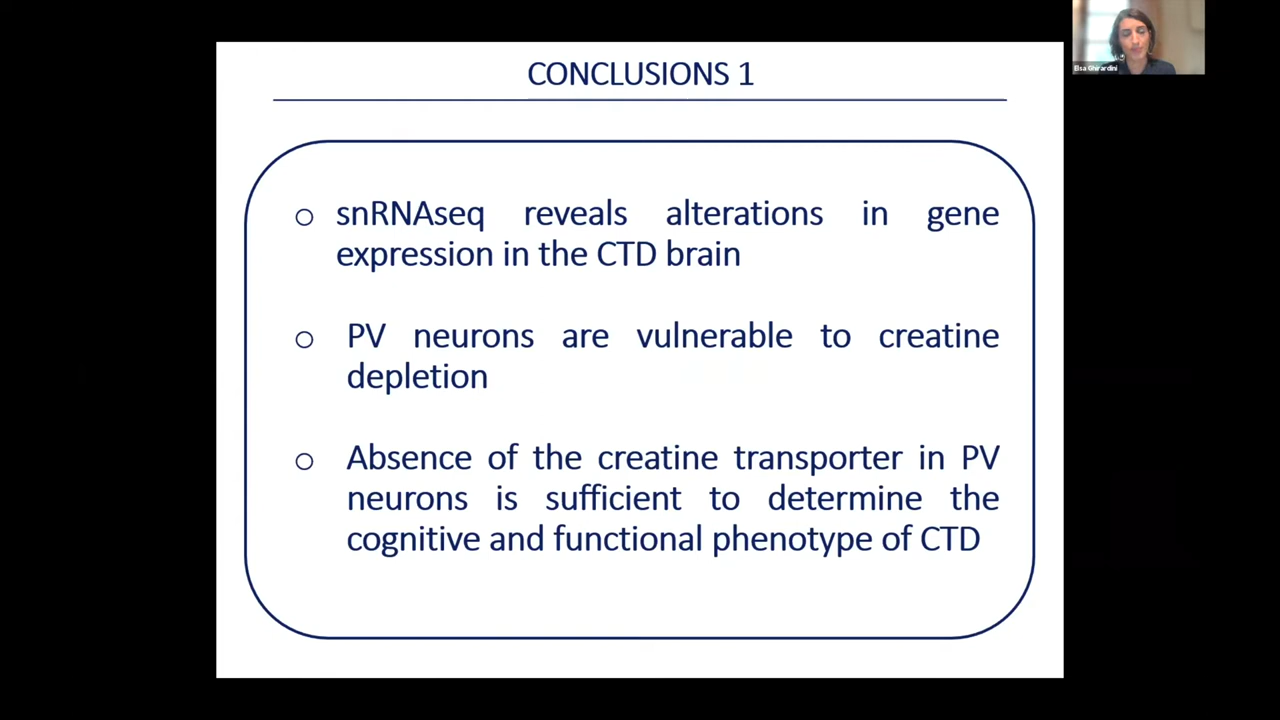 CONCLUSIONS 1
Elsa Ghirardini
○ snRNAseq reveals alterations in gene
expression in the CTD brain
○ PV neurons are vulnerable to creatine
depletion
○ Absence of the creatine transporter in PV
neurons is sufficient to determine the
cognitive and functional phenotype of CTD